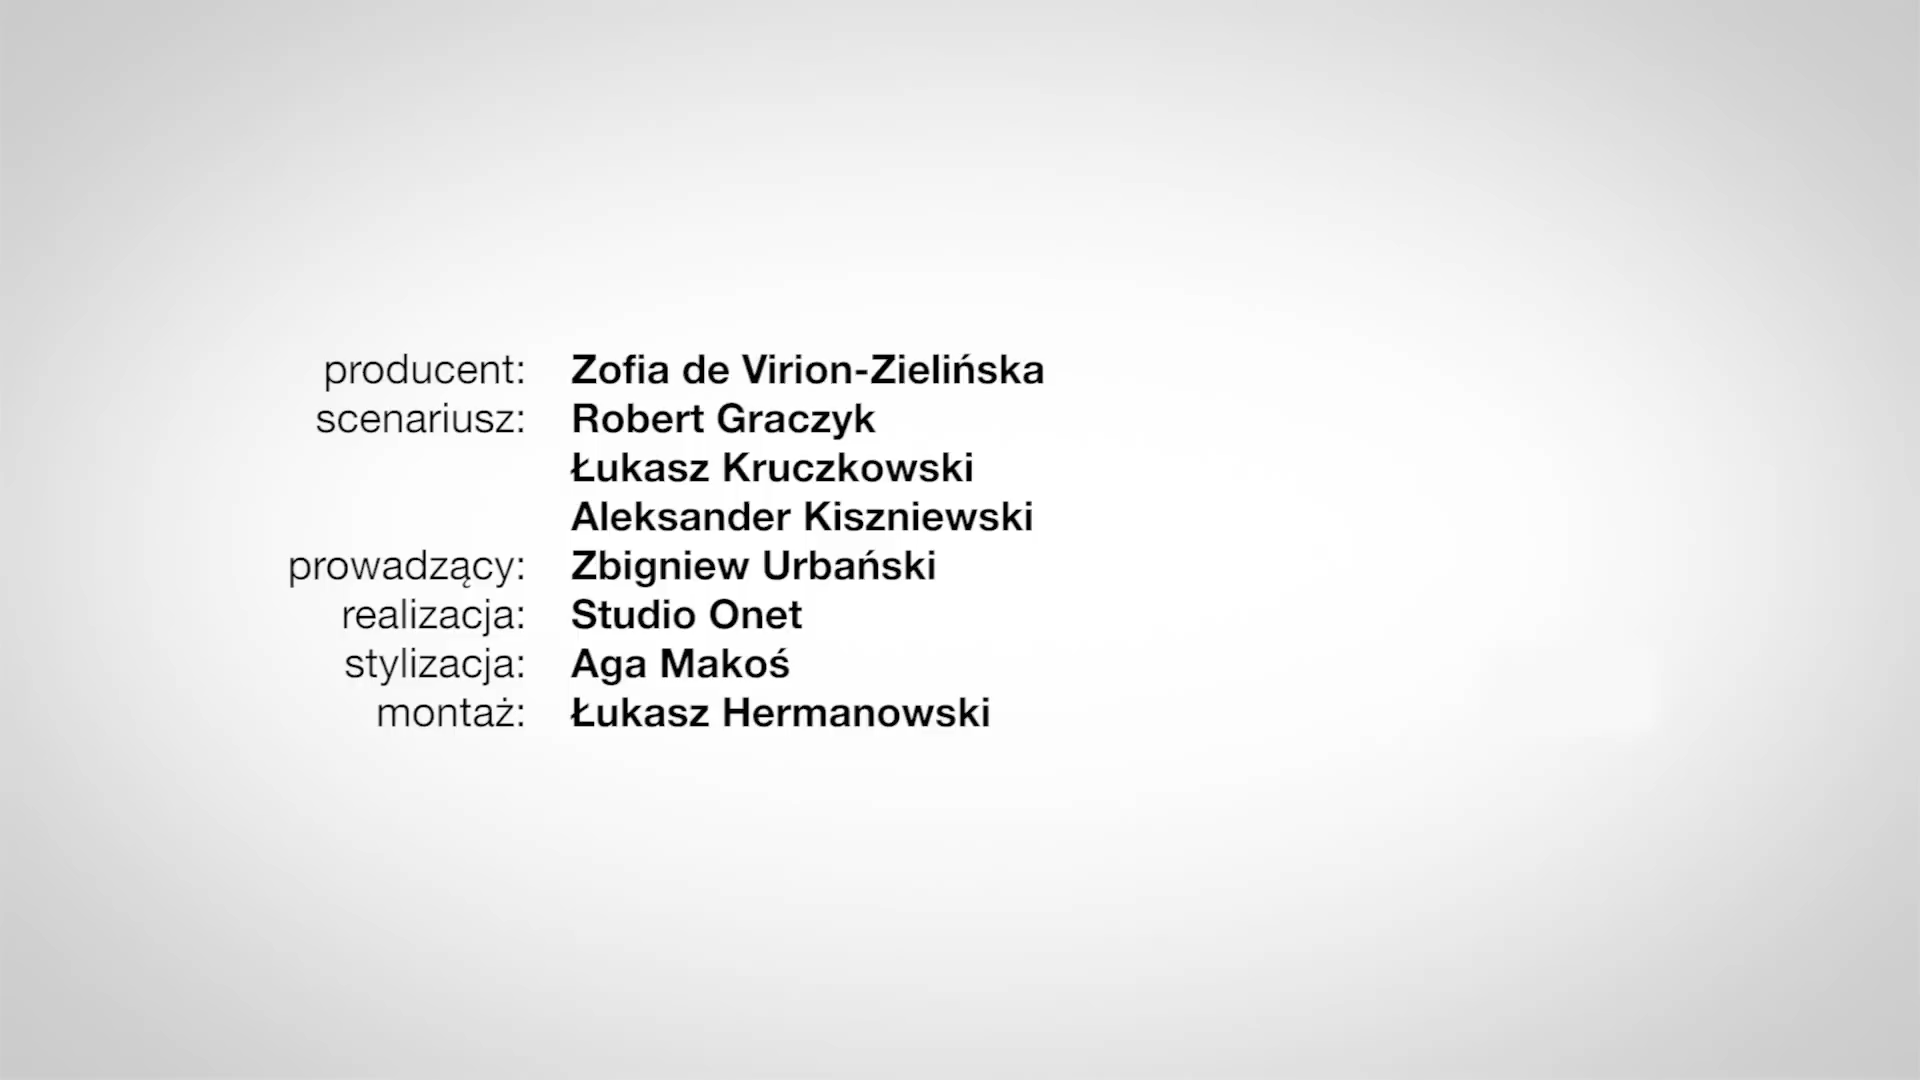 producent: Zofia de Virion-Zielińska
scenariusz: Robert Graczyk
Łukasz Kruczkowski
Aleksander Kiszniewski
prowadzący: Zbigniew Urbański
realizacja: Studio Onet
stylizacja: Aga Makoś
montaż: Łukasz Hermanowski